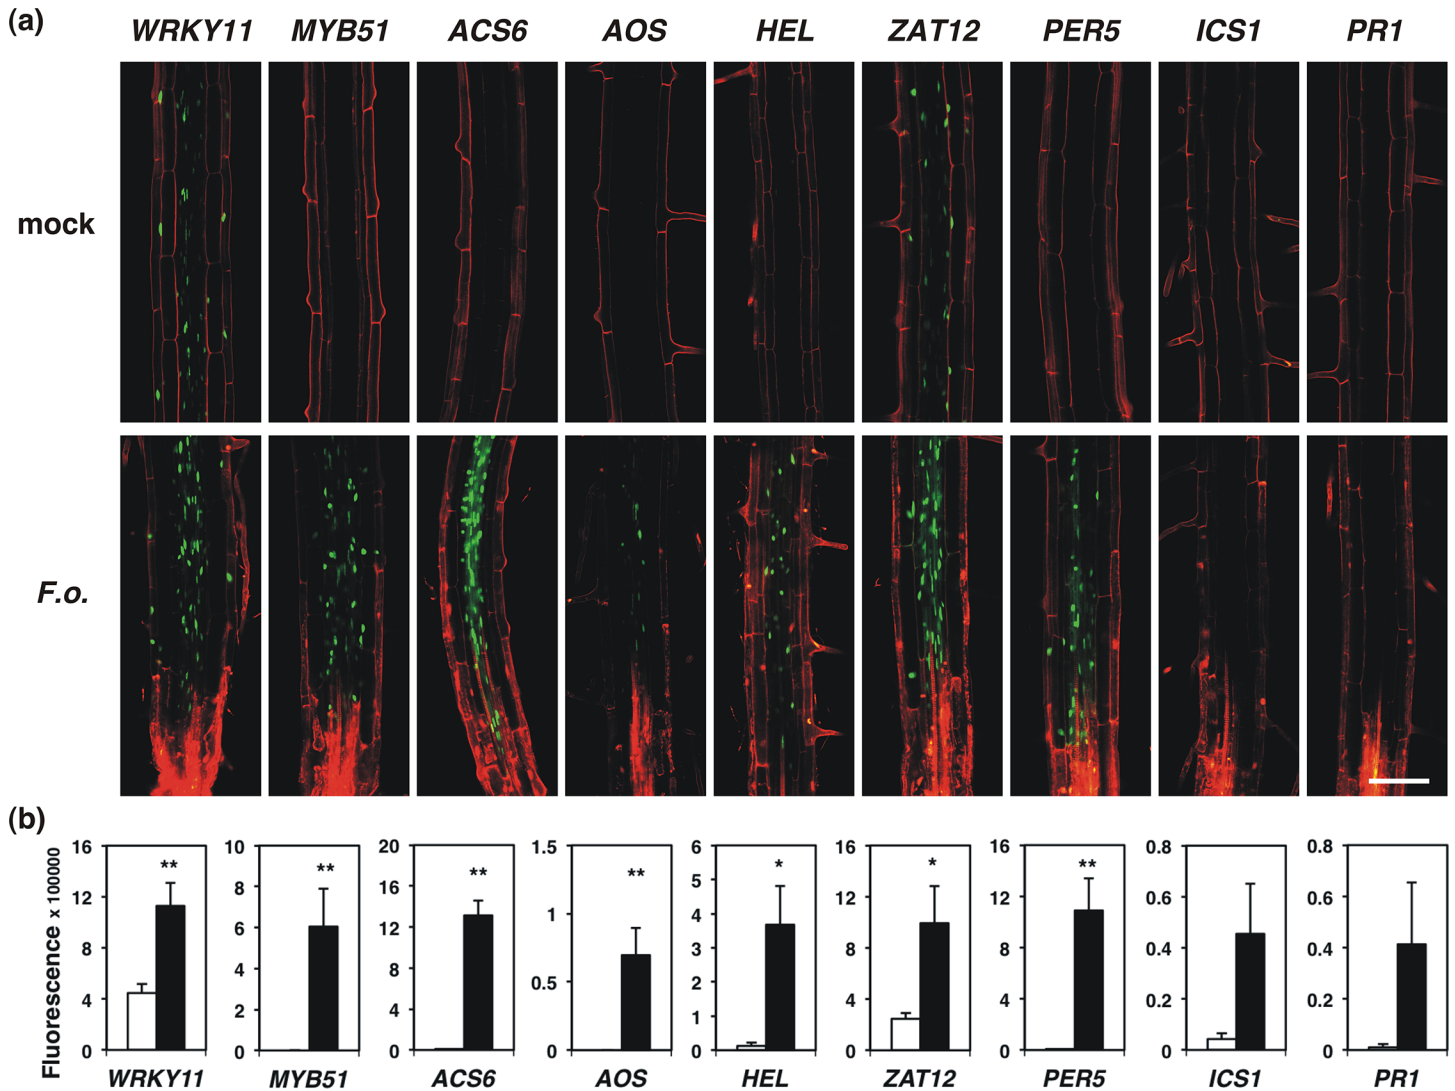 (a)
WRKY11 MYB51 ACS6 AOS HEL ZAT12 PER5 ICS1 PR1
mock
F.o.
(b)
Fluorescence x 100000
16 12 8 4 0
**
WRKY11
10 8 6 4 2 0
**
MYB51
20 16 12 8 4 0
**
ACS6
1.5 1 0.5 0
**
AOS
6 5 4 3 2 1 0
*
HEL
16 12 8 4 0
*
ZAT12
16 12 8 4 0
**
PER5
0.8 0.6 0.4 0.2 0
ICS1
0.8 0.6 0.4 0.2 0
PR1